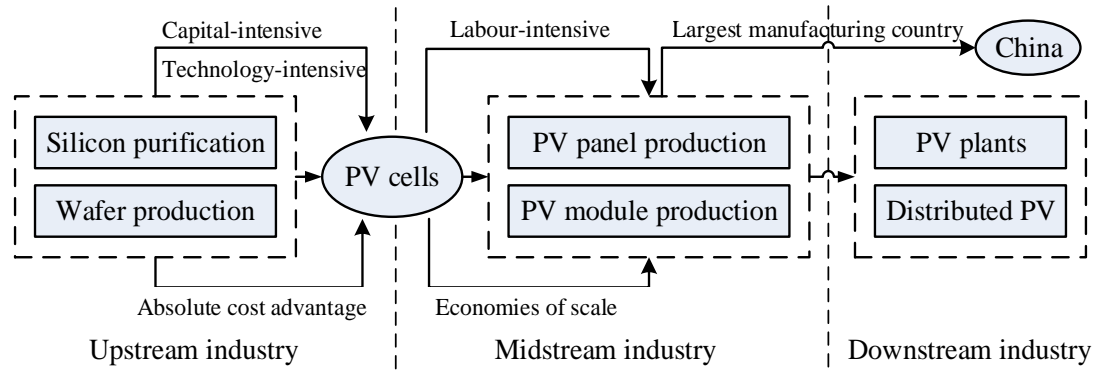 Capital-intensive
Technology-intensive
Labour-intensive
Largest manufacturing country
China
Silicon purification
Wafer production
PV cells
PV panel production
PV module production
PV plants
Distributed PV
Absolute cost advantage
Economies of scale
Upstream industry
Midstream industry
Downstream industry